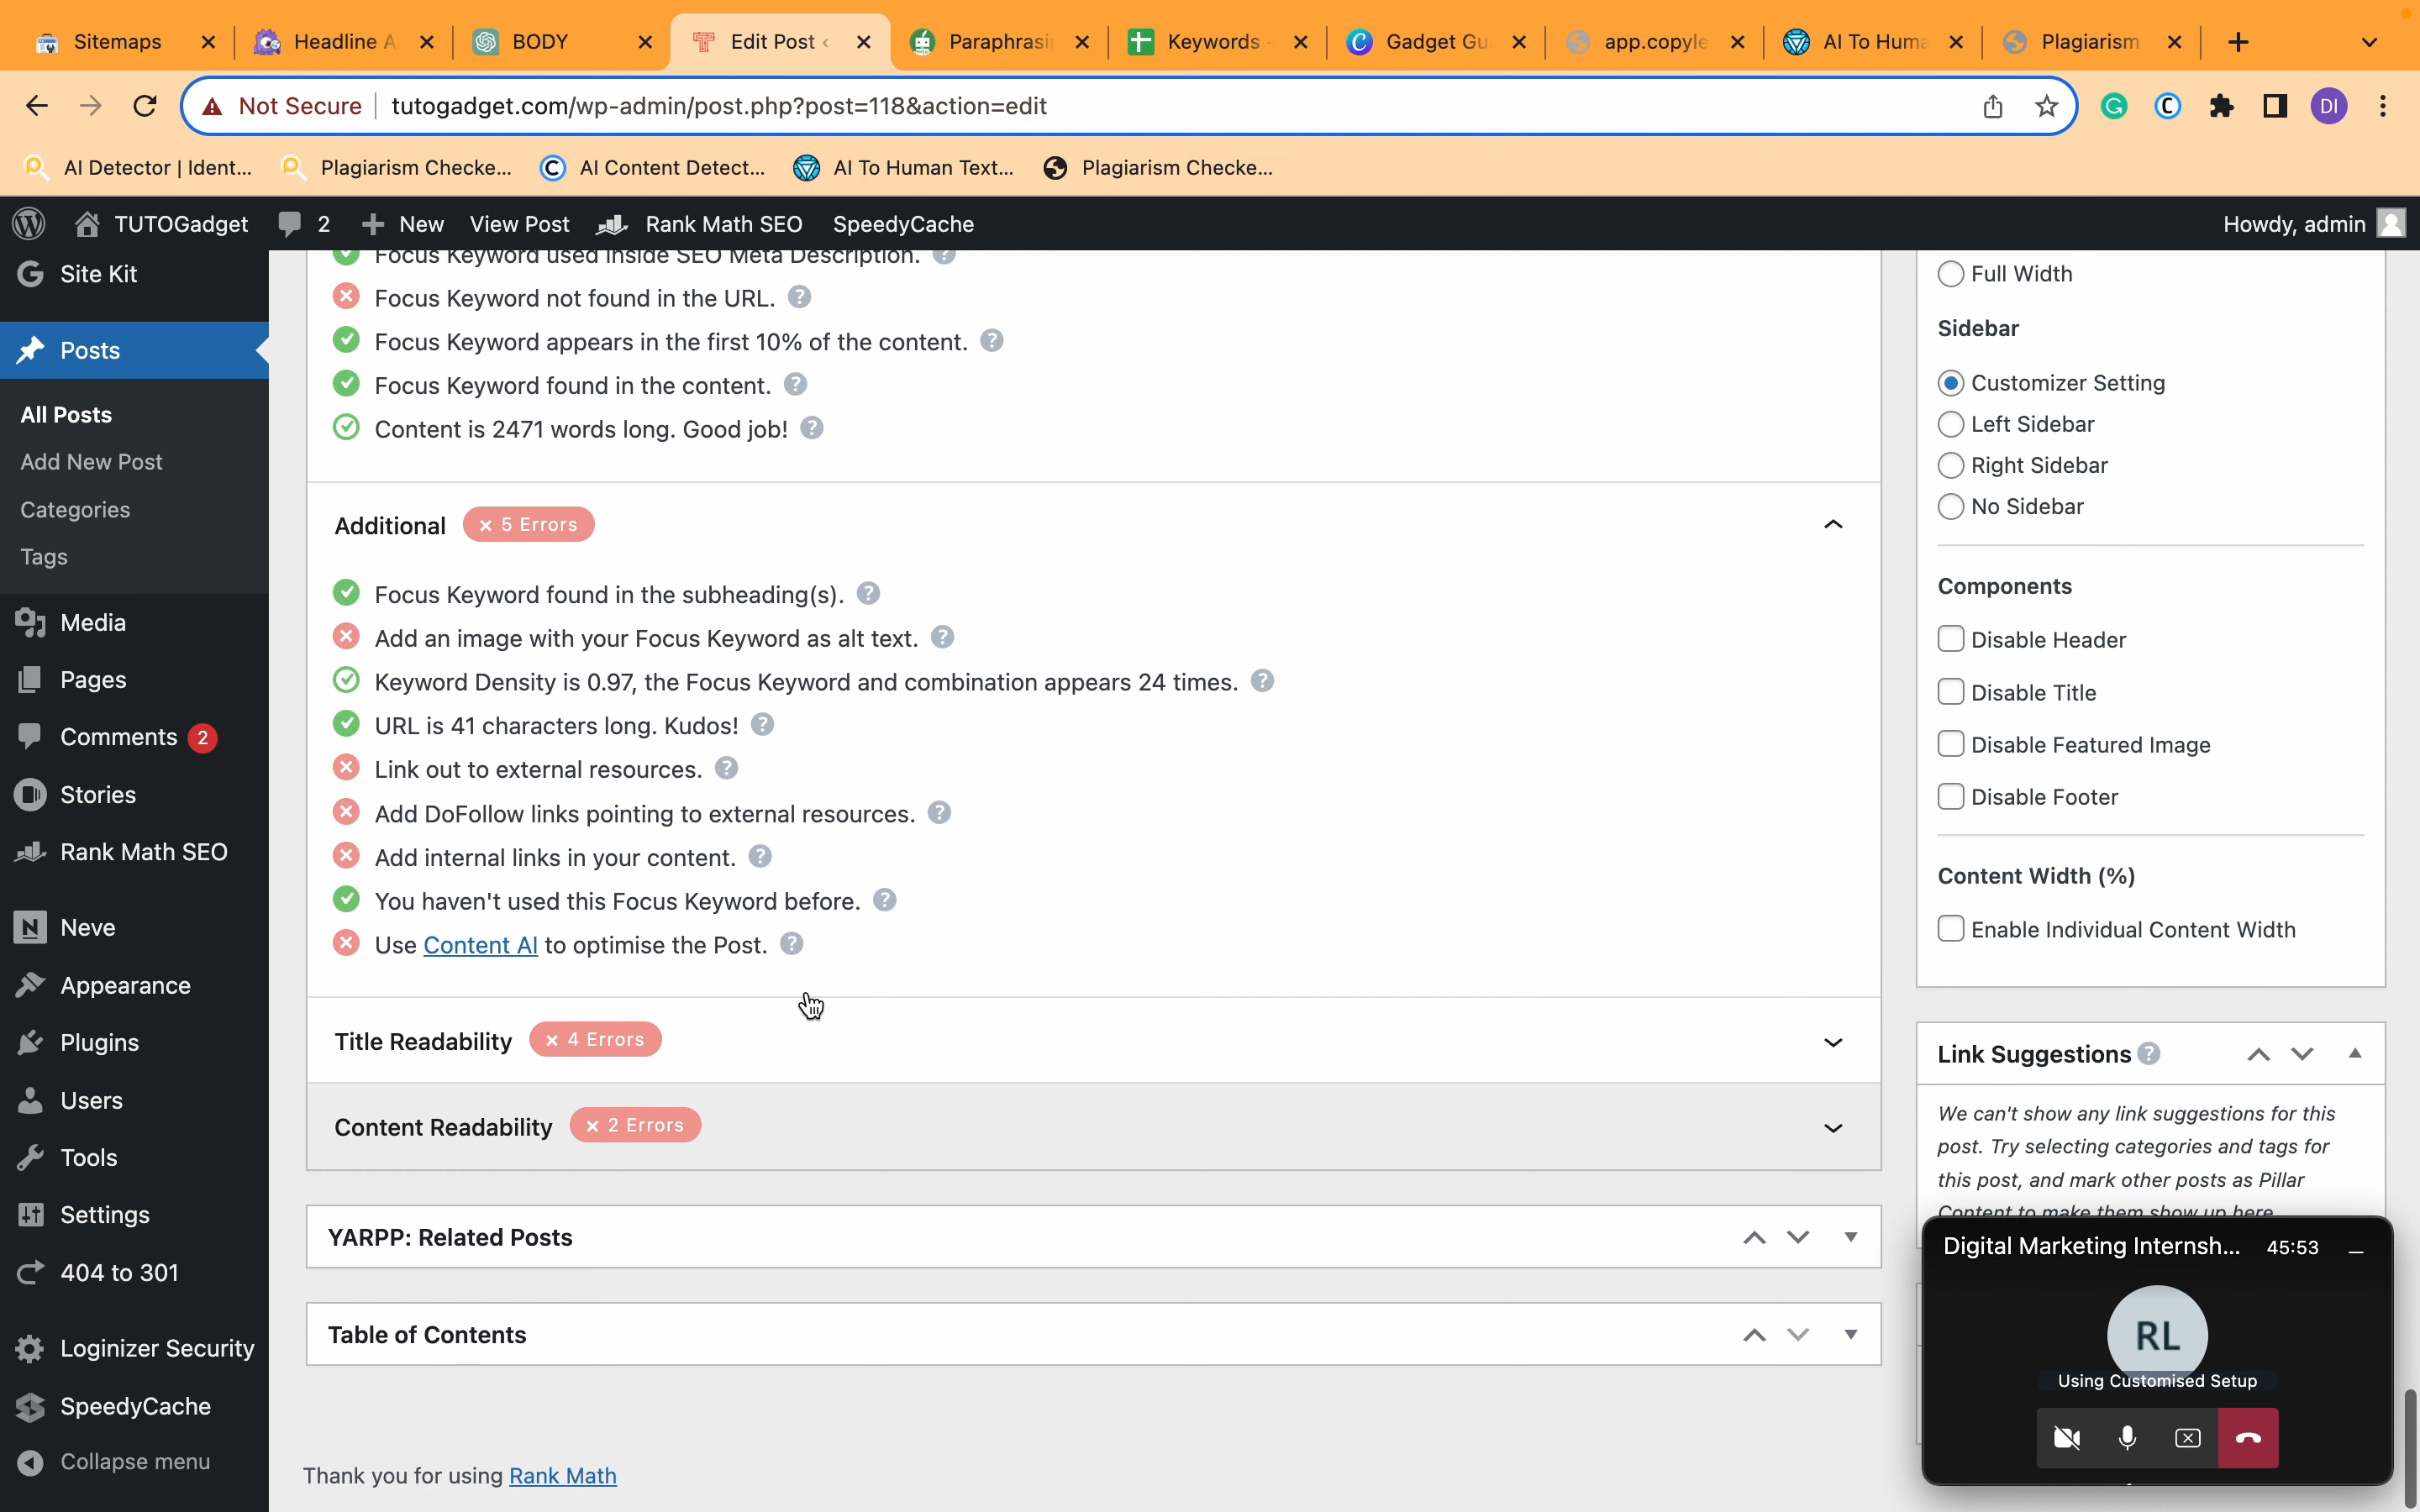 Sitemaps
Headline A
BODY
Edit Post ‹
Paraphrasi
Keywords -
Gadget Gu
app.copyle
AI To Huma
Plagiarism
Not Secure
tutogadget.com/wp-admin/post.php?post=118&action=edit
DI
AI Detector | Ident...
Plagiarism Checke...
AI Content Detect...
AI To Human Text...
Plagiarism Checke...
TUTOGadget
2
New
View Post
Rank Math SEO
SpeedyCache
Howdy, admin
Site Kit
Posts
All Posts
Add New Post
Categories
Tags
Media
Pages
Comments 2
Stories
Rank Math SEO
Neve
Appearance
Plugins
Users
Tools
Settings
404 to 301
Loginizer Security
SpeedyCache
Collapse menu
Focus Keyword used inside SEO Meta Description.
Focus Keyword not found in the URL.
Focus Keyword appears in the first 10% of the content.
Focus Keyword found in the content.
Content is 2471 words long. Good job!
Additional × 5 Errors
Focus Keyword found in the subheading(s).
Add an image with your Focus Keyword as alt text.
Keyword Density is 0.97, the Focus Keyword and combination appears 24 times.
URL is 41 characters long. Kudos!
Link out to external resources.
Add DoFollow links pointing to external resources.
Add internal links in your content.
You haven't used this Focus Keyword before.
Use Content AI to optimise the Post.
Title Readability × 4 Errors
Content Readability × 2 Errors
YARPP: Related Posts
Table of Contents
Thank you for using Rank Math
Full Width
Sidebar
Customizer Setting
Left Sidebar
Right Sidebar
No Sidebar
Components
Disable Header
Disable Title
Disable Featured Image
Disable Footer
Content Width (%)
Enable Individual Content Width
Link Suggestions
We can't show any link suggestions for this
post. Try selecting categories and tags for
this post, and mark other posts as Pillar
Content to make them show up here.
Digital Marketing Internsh... 45:53
RL
Using Customised Setup